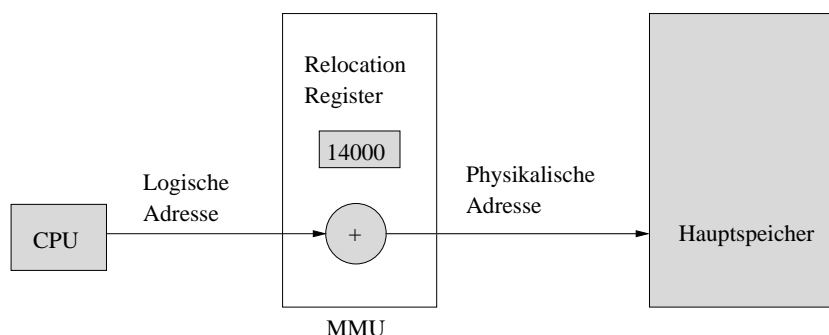 Relocation
Register
14000
Logische
Adresse
Physikalische
Adresse
CPU
+
Hauptspeicher
MMU